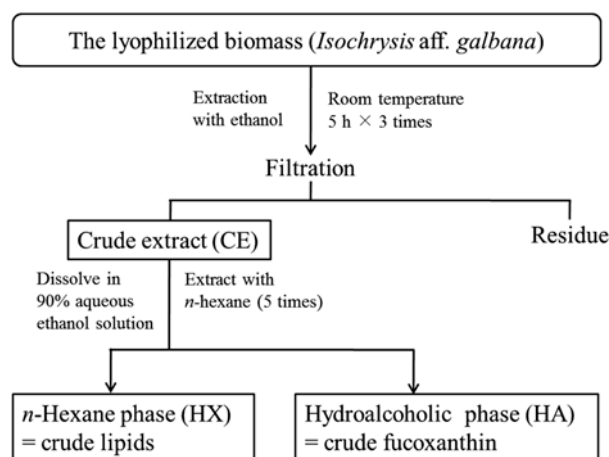 The lyophilized biomass (Isochrysis aff. galbana)
Extraction
with ethanol
Room temperature
5 h × 3 times
Filtration
Crude extract (CE)
Residue
Dissolve in
90% aqueous
ethanol solution
Extract with
n-hexane (5 times)
n-Hexane phase (HX)
= crude lipids
Hydroalcoholic phase (HA)
= crude fucoxanthin